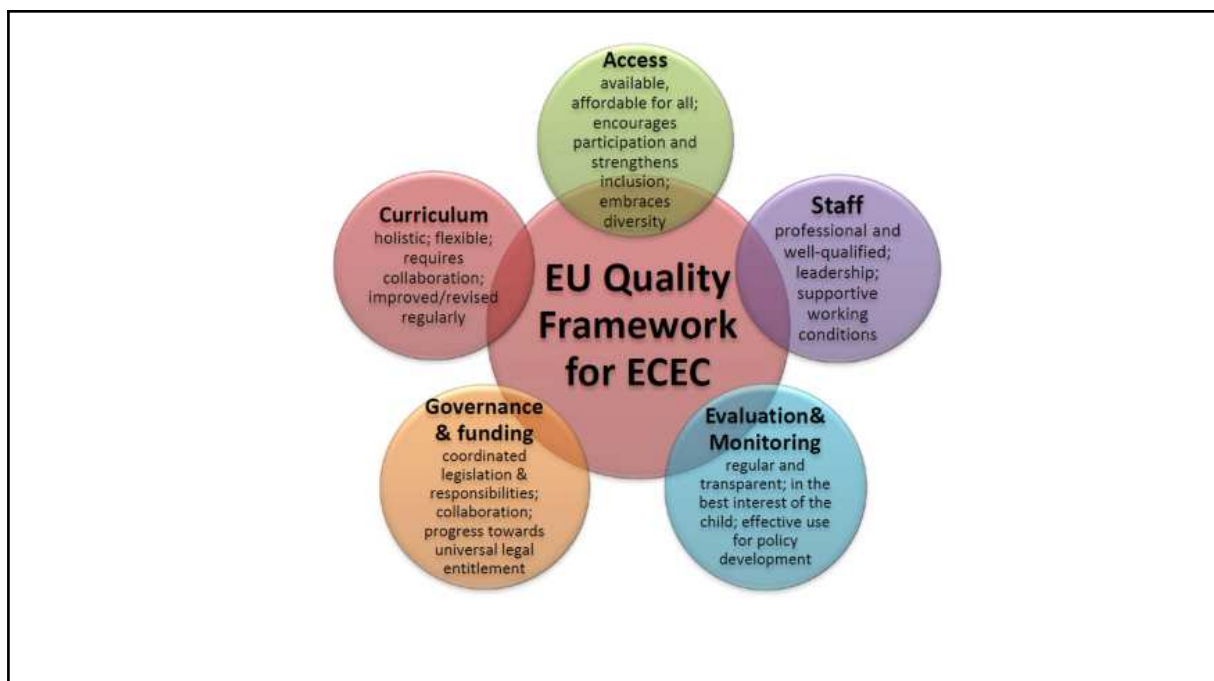 Access
available,
affordable for all;
encourages
participation and
strengthens
inclusion;
embraces
diversity
Curriculum
holistic; flexible;
requires
collaboration;
improved/revised
regularly
Staff
professional and
well-qualified;
leadership;
supportive
working
conditions
EU Quality
Framework
for ECEC
Governance
& funding
coordinated
legislation &
responsibilities;
collaboration;
progress towards
universal legal
entitlement
Evaluation&
Monitoring
regular and
transparent; in the
best interest of the
child; effective use
for policy
development